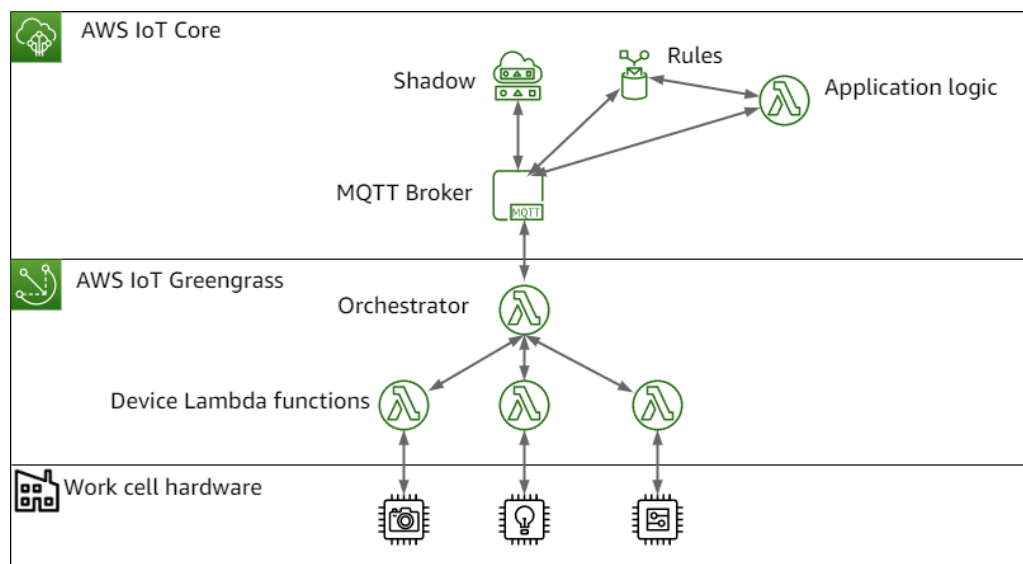 AWS IoT Core
Shadow
Rules
Application logic
MQTT Broker
MQTT
AWS IoT Greengrass
Orchestrator
Device Lambda functions
Work cell hardware